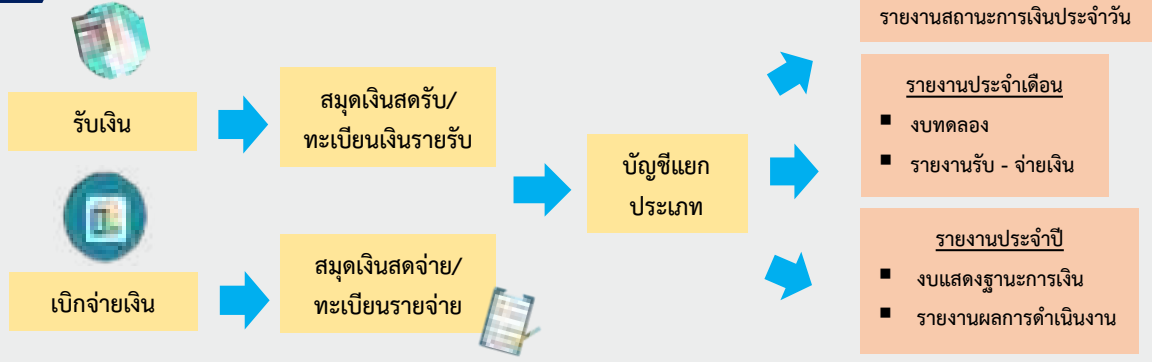 รับเงิน
สมุดเงินสดรับ/
ทะเบียนเงินรายรับ
เบิกจ่ายเงิน
สมุดเงินสดจ่าย/
ทะเบียนรายจ่าย
บัญชีแยก
ประเภท
รายงานสถานะการเงินประจำวัน
รายงานประจำเดือน
▪ งบทดลอง
▪ รายงานรับ - จ่ายเงิน
รายงานประจำปี
▪ งบแสดงฐานะการเงิน
▪ รายงานผลการดำเนินงาน